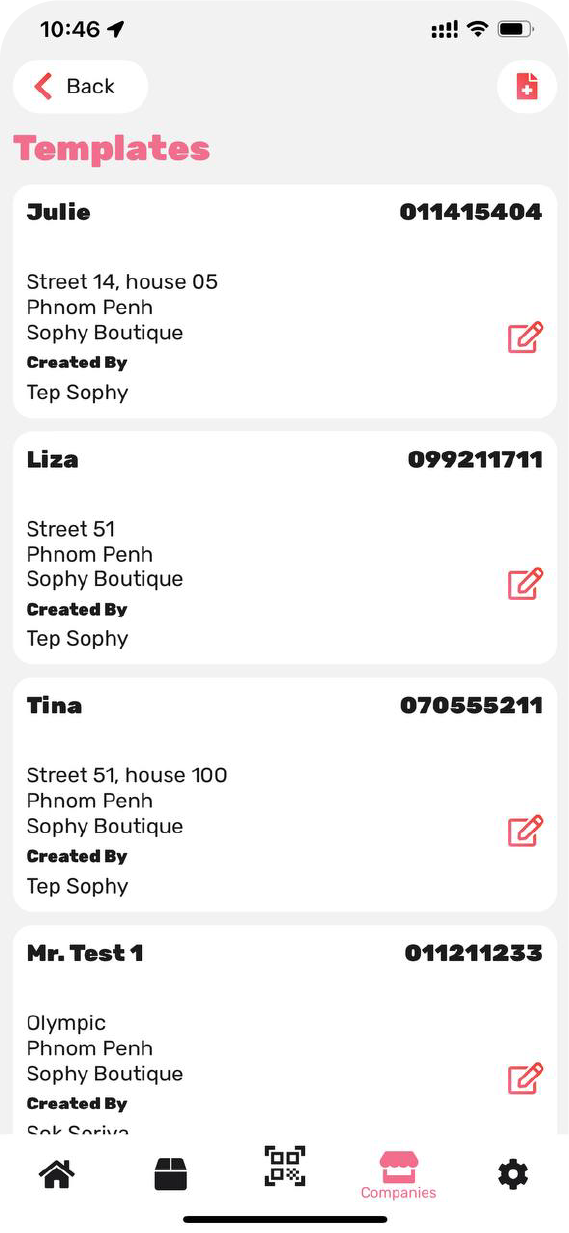 10:46
Back
Templates
Julie 011415404
Street 14, house 05
Phnom Penh
Sophy Boutique
Created By
Tep Sophy
Liza 099211711
Street 51
Phnom Penh
Sophy Boutique
Created By
Tep Sophy
Tina 070555211
Street 51, house 100
Phnom Penh
Sophy Boutique
Created By
Tep Sophy
Mr. Test 1 011211233
Olympic
Phnom Penh
Sophy Boutique
Created By
Companies